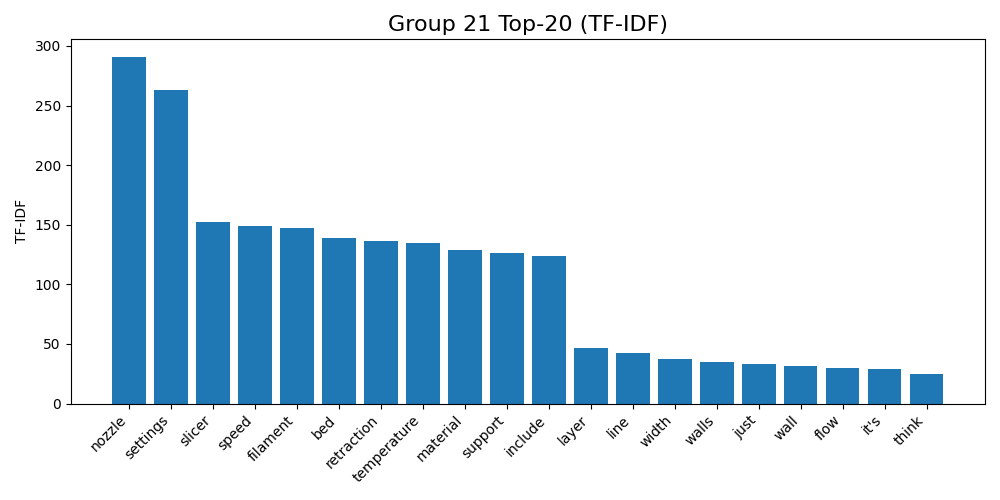 Group 21 Top-20 (TF-IDF)
TF-IDF
300
250
200
150
100
50
0
nozzle
settings
slicer
speed
filament
bed
retraction
temperature
material
support
include
layer
line
width
walls
just
wall
flow
it's
think